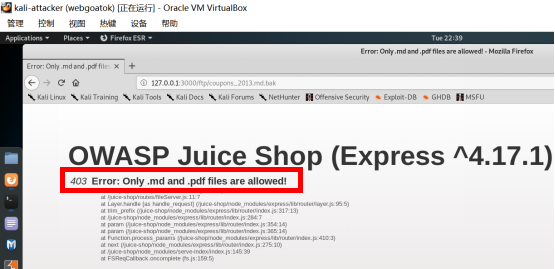 kali-attacker (webgoatok) [正在运行] - Oracle VM VirtualBox
管理 控制 视图 热键 设备 帮助
Applications ▾ Places ▾ Firefox ESR ▾ Tue 22:39
Error: Only .md and .pdf files are allowed! - Mozilla Firefox
Error: Only .md and .pdf files × +
127.0.0.1:3000/ftp/coupons_2013.md.bak
Kali Linux Kali Training Kali Tools Kali Docs Kali Forums NetHunter Offensive Security Exploit-DB GHDB MSFU
OWASP Juice Shop (Express ^4.17.1)
403 Error: Only .md and .pdf files are allowed!
at /juice-shop/routes/fileServer.js:11:7
at Layer.handle [as handle_request] (/juice-shop/node_modules/express/lib/router/layer.js:95:5)
at trim_prefix (/juice-shop/node_modules/express/lib/router/index.js:317:13)
at /juice-shop/node_modules/express/lib/router/index.js:284:7
at param (/juice-shop/node_modules/express/lib/router/index.js:354:14)
at param (/juice-shop/node_modules/express/lib/router/index.js:365:14)
at Function.process_params (/juice-shop/node_modules/express/lib/router/index.js:410:3)
at next (/juice-shop/node_modules/express/lib/router/index.js:275:10)
at /juice-shop/node_modules/serve-index/index.js:145:39
at FSReqCallback.oncomplete (fs.js:159:5)